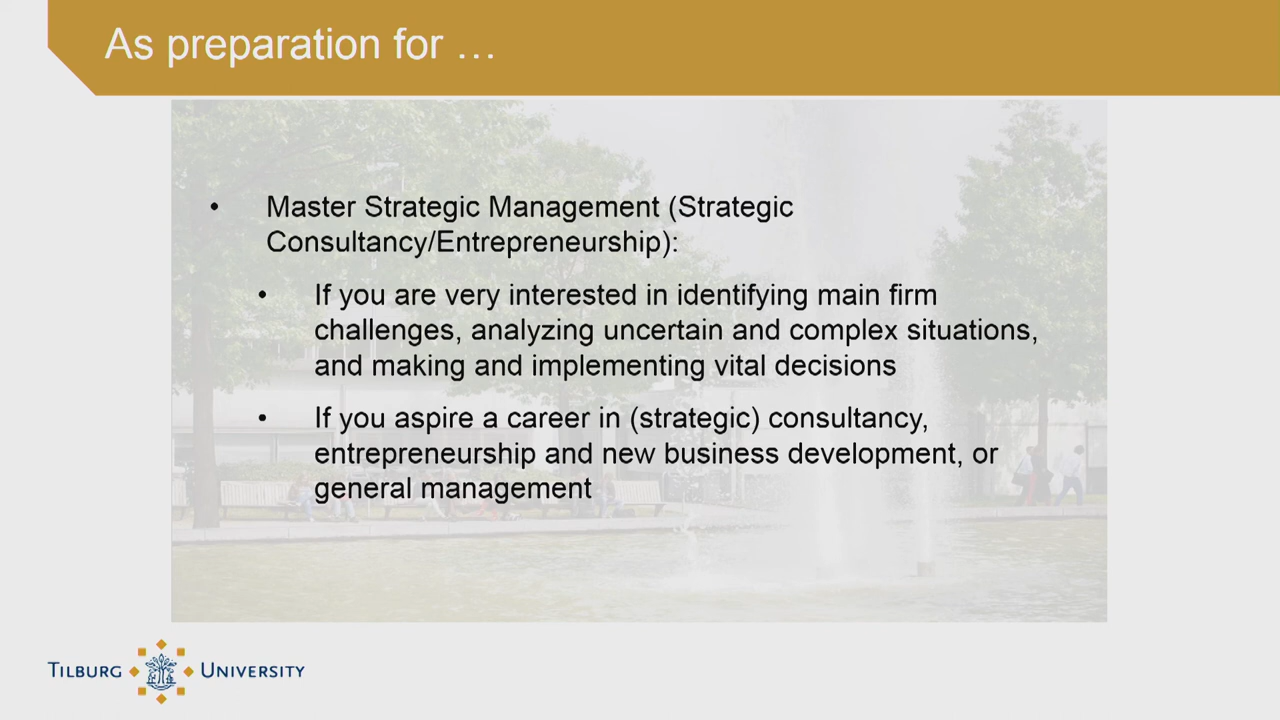 As preparation for …
• Master Strategic Management (Strategic
Consultancy/Entrepreneurship):
• If you are very interested in identifying main firm
challenges, analyzing uncertain and complex situations,
and making and implementing vital decisions
• If you aspire a career in (strategic) consultancy,
entrepreneurship and new business development, or
general management
TILBURG UNIVERSITY